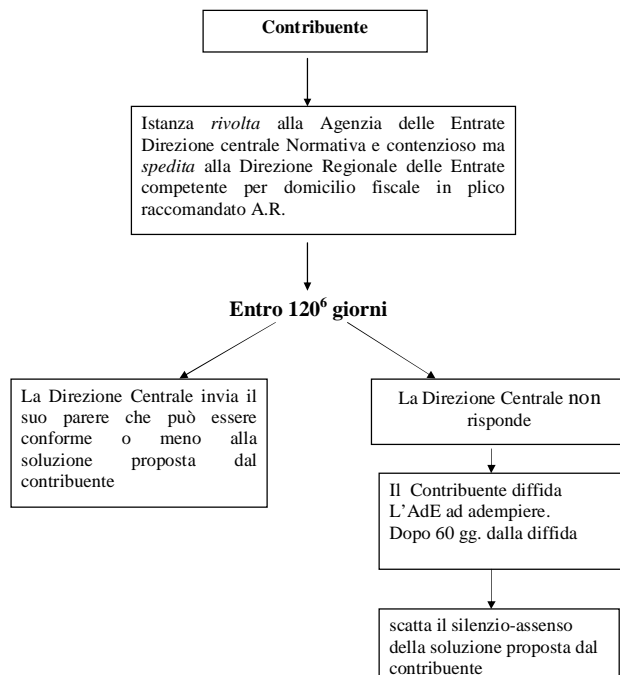 Contribuente
Istanza rivolta alla Agenzia delle Entrate
Direzione centrale Normativa e contenzioso ma
spedita alla Direzione Regionale delle Entrate
competente per domicilio fiscale in plico
raccomandato A.R.
Entro 120⁶ giorni
La Direzione Centrale invia il
suo parere che può essere
conforme o meno alla
soluzione proposta dal
contribuente
La Direzione Centrale non
risponde
Il Contribuente diffida
L'AdE ad adempiere.
Dopo 60 gg. dalla diffida
scatta il silenzio-assenso
della soluzione proposta dal
contribuente